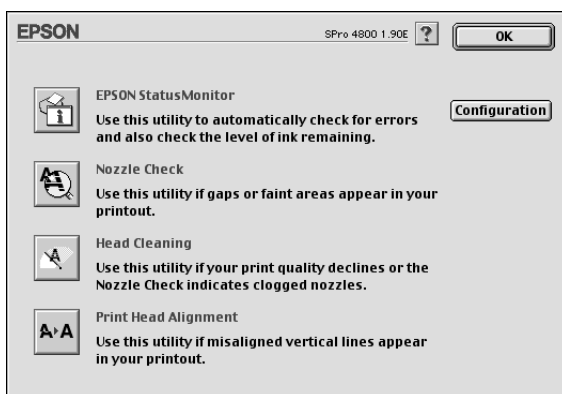 EPSON
SPro 4800 1.90E
?
OK
EPSON StatusMonitor
Use this utility to automatically check for errors
and also check the level of ink remaining.
Configuration
Nozzle Check
Use this utility if gaps or faint areas appear in your
printout.
Head Cleaning
Use this utility if your print quality declines or the
Nozzle Check indicates clogged nozzles.
A▸A
Print Head Alignment
Use this utility if misaligned vertical lines appear
in your printout.